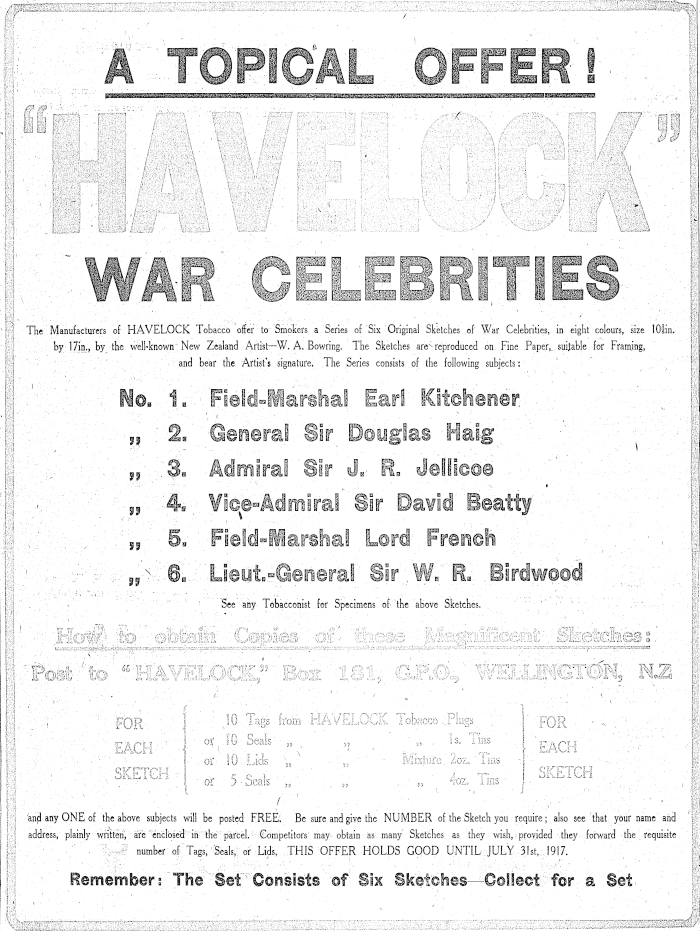 A TOPICAL OFFER!
"HAVELOCK"
WAR CELEBRITIES
The Manufacturers of HAVELOCK Tobacco offer to Smokers a Series of Six Original Sketches of War Celebrities, in eight colours, size 10¾in.
by 17in., by the well-known New Zealand Artist—W. A. Bowring. The Sketches are reproduced on Fine Paper, suitable for Framing,
and bear the Artist's signature. The Series consists of the following subjects:
No. 1. Field-Marshal Earl Kitchener
„ 2. General Sir Douglas Haig
„ 3. Admiral Sir J. R. Jellicoe
„ 4. Vice-Admiral Sir David Beatty
„ 5. Field-Marshal Lord French
„ 6. Lieut.-General Sir W. R. Birdwood
See any Tobacconist for Specimens of the above Sketches.
How to obtain Copies of these Magnificent Sketches:
Post to "HAVELOCK," Box 181, G.P.O., WELLINGTON, N.Z
FOR EACH SKETCH
10 Tags from HAVELOCK Tobacco Plugs
or 10 Seals „ „ „ 1s. Tins
or 10 Lids „ „ Mixture 2oz. Tins
or 5 Seals „ „ „ 4oz. Tins
FOR EACH SKETCH
and any ONE of the above subjects will be posted FREE. Be sure and give the NUMBER of the Sketch you require; also see that your name and
address, plainly written, are enclosed in the parcel. Competitors may obtain as many Sketches as they wish, provided they forward the requisite
number of Tags, Seals, or Lids, THIS OFFER HOLDS GOOD UNTIL JULY 31st, 1917.
Remember: The Set Consists of Six Sketches—Collect for a Set